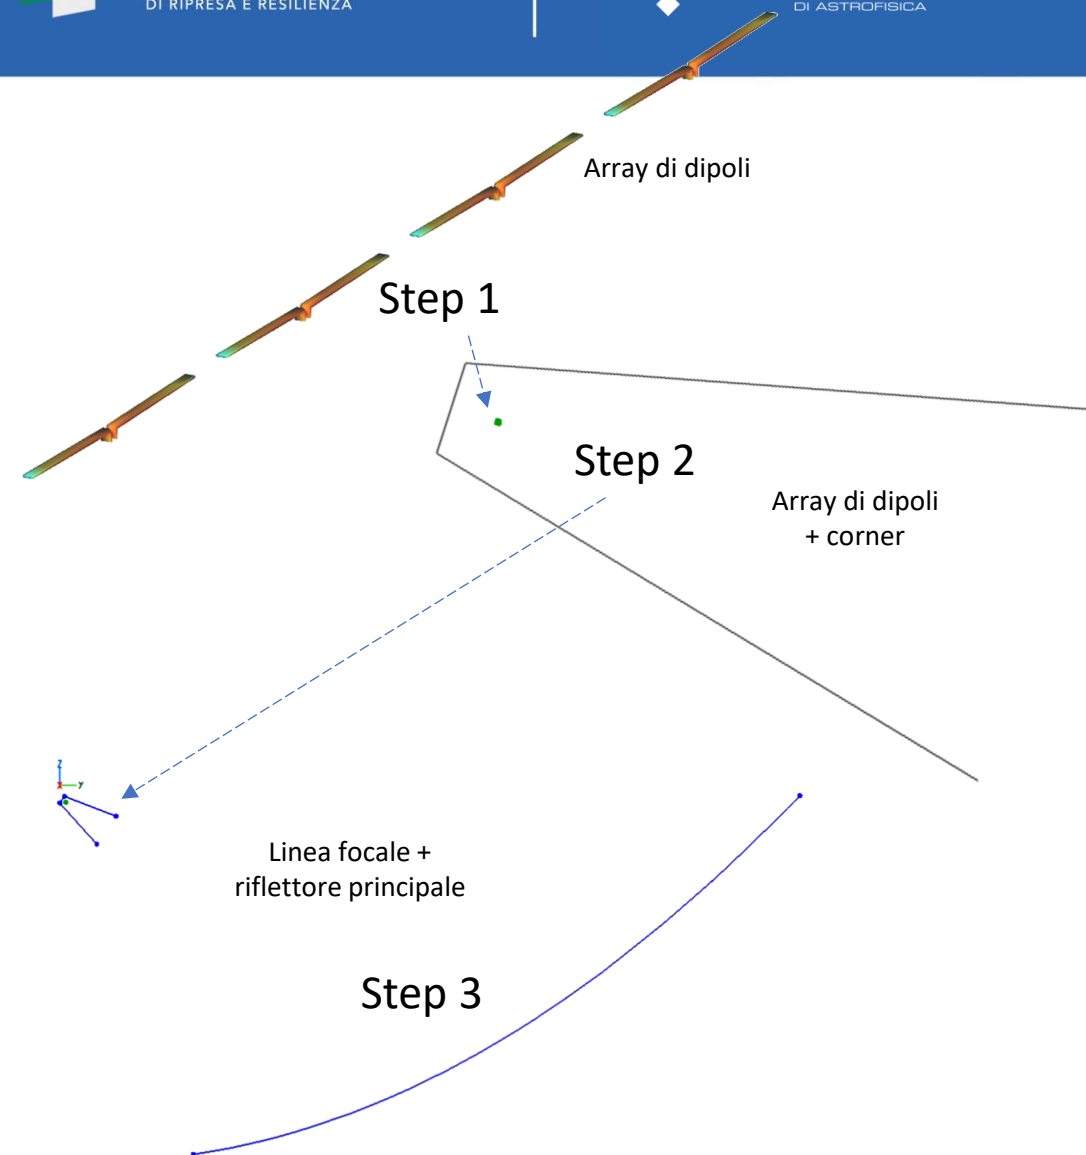 DI RIPRESA E RESILIENZA
DI ASTROFISICA
Array di dipoli
Step 1
Step 2
Array di dipoli
+ corner
Z
Y
Linea focale +
riflettore principale
Step 3